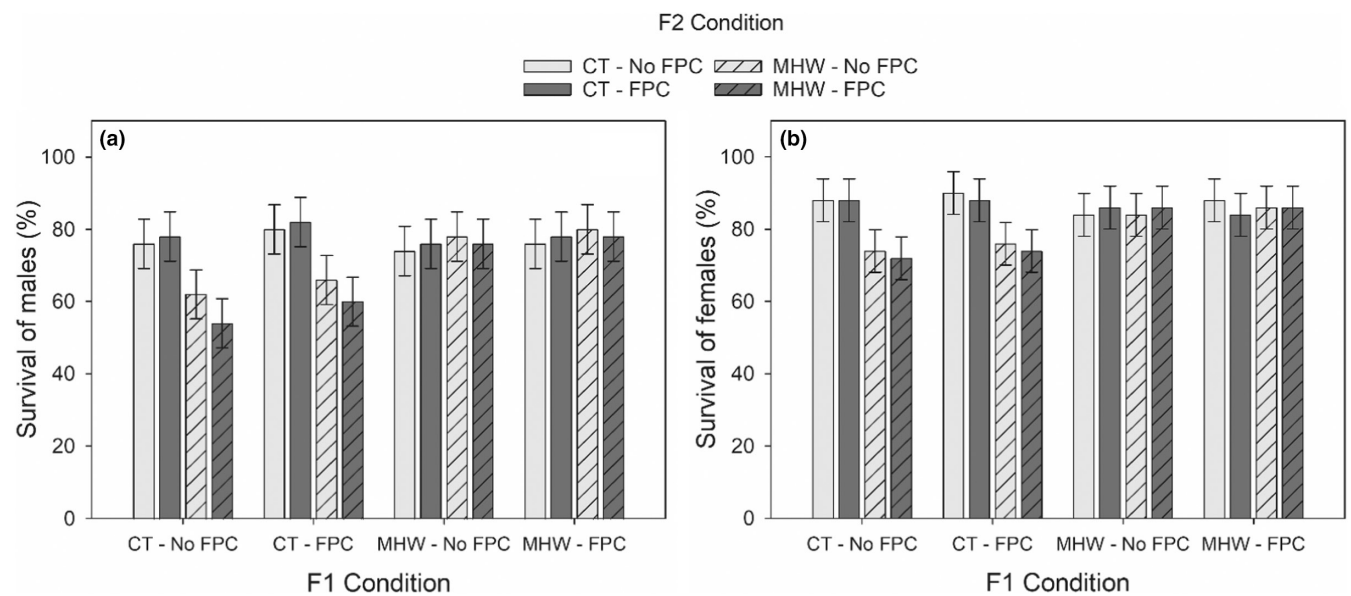 F2 Condition
CT - No FPC MHW - No FPC
CT - FPC MHW - FPC
(a)
100
80
60
40
20
0
Survival of males (%)
CT - No FPC CT - FPC MHW - No FPC MHW - FPC
F1 Condition
(b)
100
80
60
40
20
0
Survival of females (%)
CT - No FPC CT - FPC MHW - No FPC MHW - FPC
F1 Condition